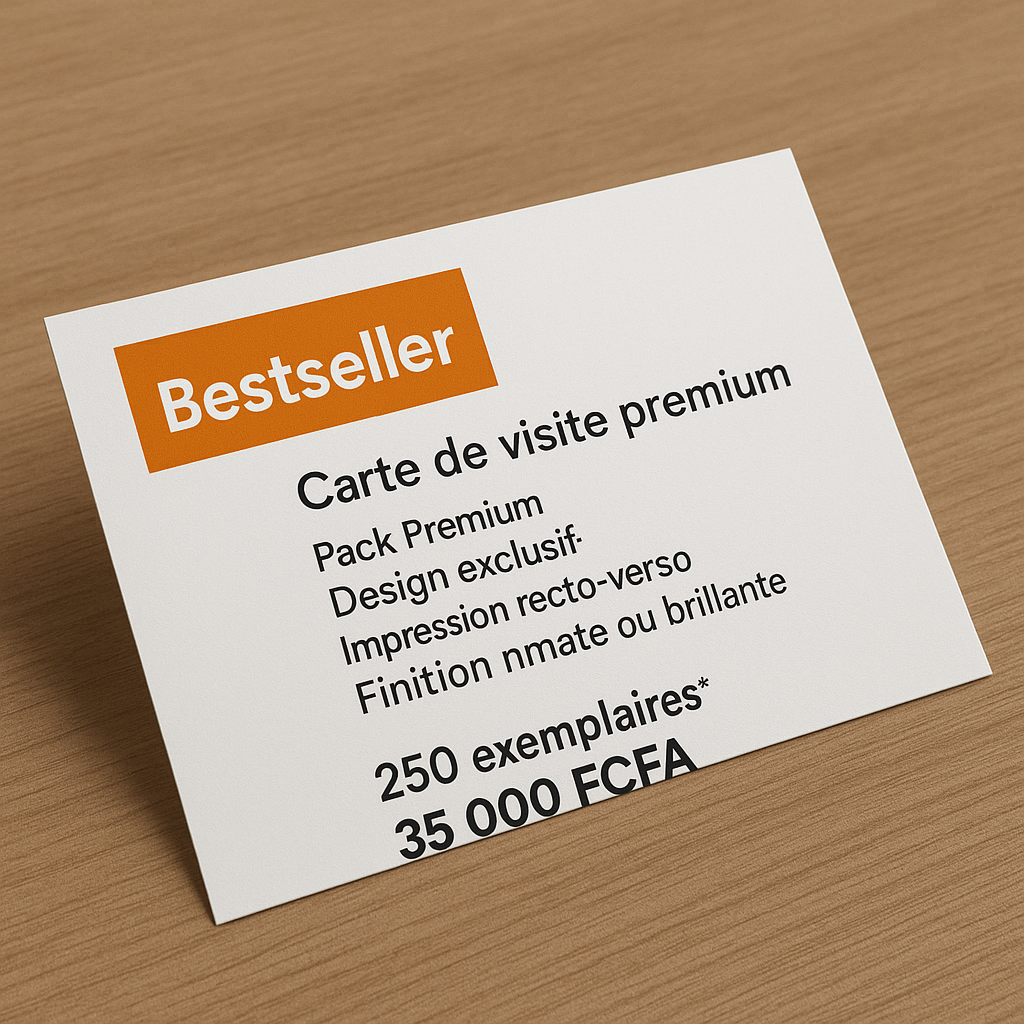 Bestseller
Carte de visite premium
Pack Premium
Design exclusif·
Impression recto-verso
Finition nmate ou brillante
250 exemplaires*
35 000 FCFA